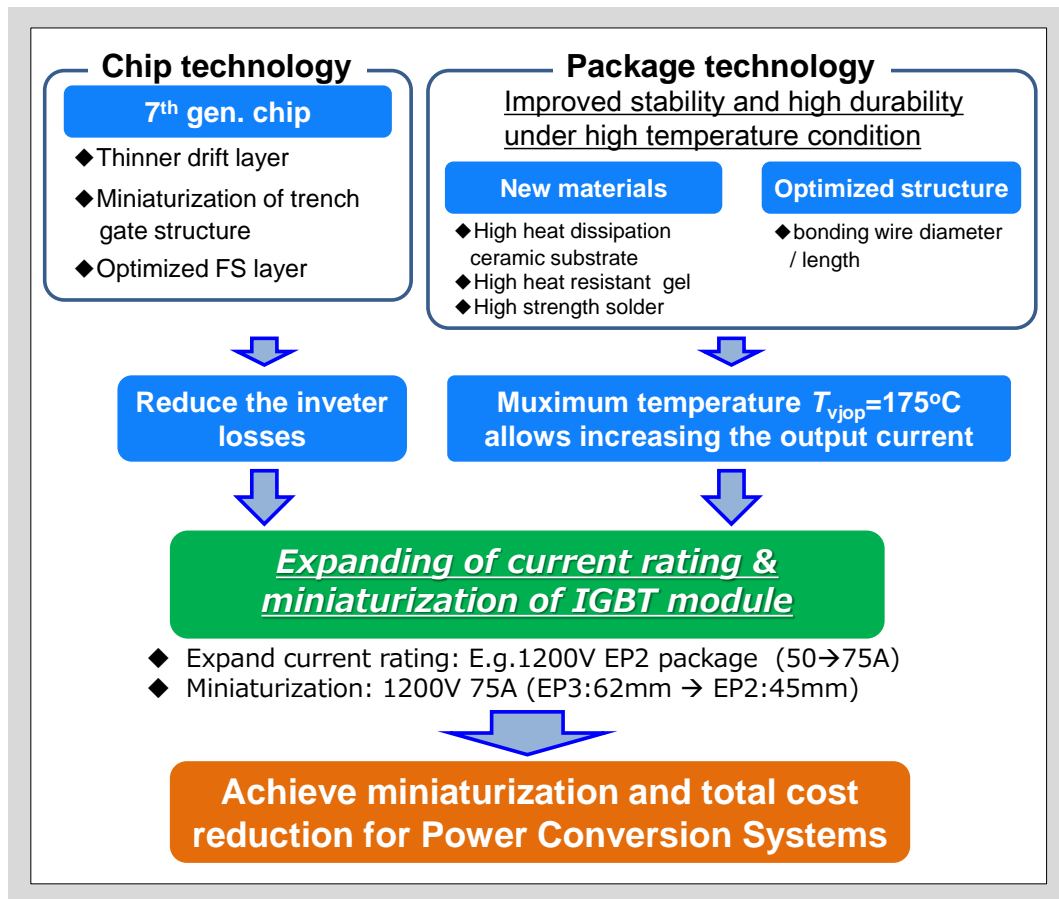 Chip technology
7th gen. chip
◆Thinner drift layer
◆Miniaturization of trench
gate structure
◆Optimized FS layer
Package technology
Improved stability and high durability
under high temperature condition
New materials
◆High heat dissipation
ceramic substrate
◆High heat resistant gel
◆High strength solder
Optimized structure
◆bonding wire diameter
/ length
Reduce the inveter
losses
Muximum temperature Tvjop=175oC
allows increasing the output current
Expanding of current rating &
miniaturization of IGBT module
◆ Expand current rating: E.g.1200V EP2 package (50→75A)
◆ Miniaturization: 1200V 75A (EP3:62mm → EP2:45mm)
Achieve miniaturization and total cost
reduction for Power Conversion Systems